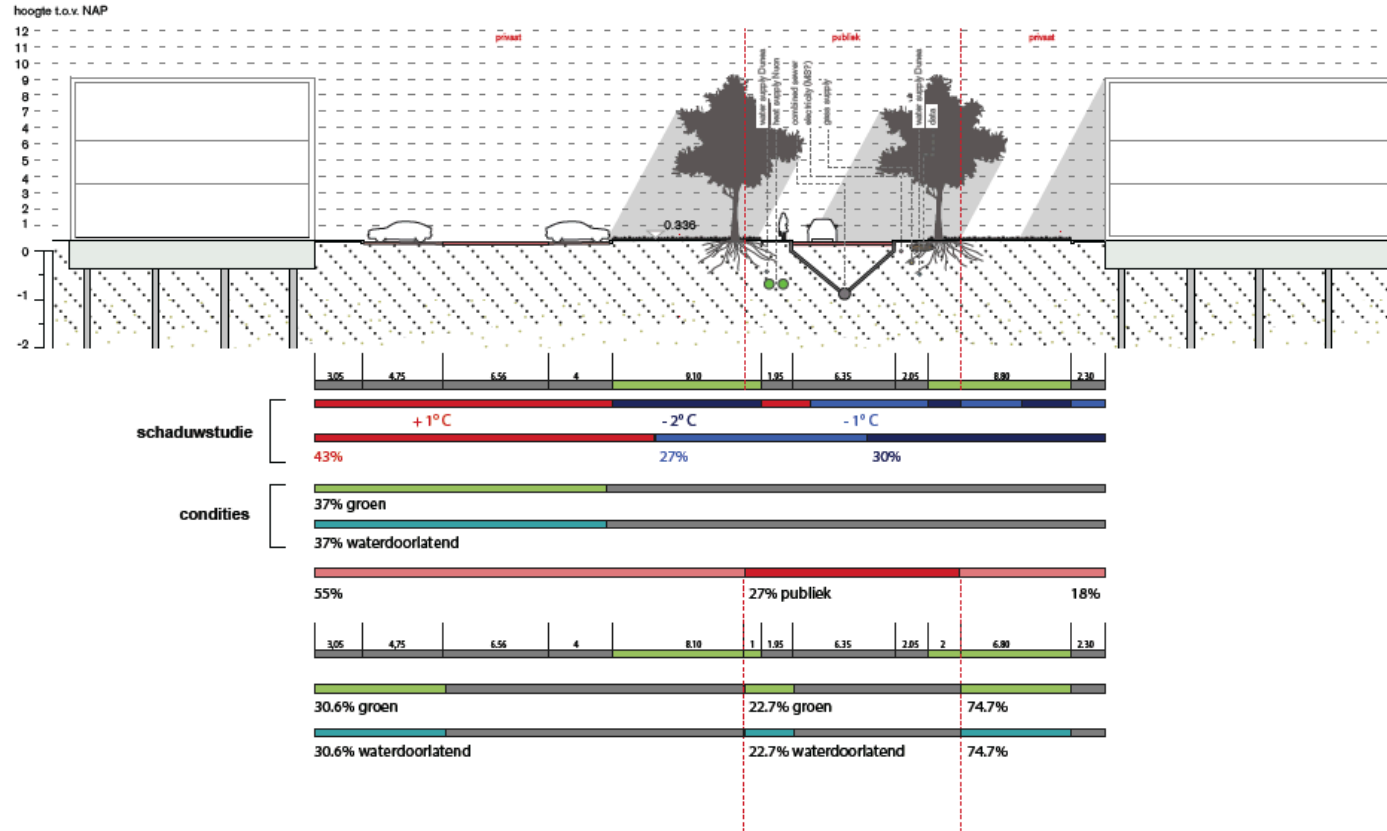 hoogte t.o.v. NAP
12
11
10
9
8
7
6
5
4
3
2
1
0
-1
-2
privaat
publiek
privaat
water supply Dunea
heat supply Nuon
combined sewer
electricity (MS?)
gass supply
water supply Dunea
data
-0.336
3.05 4.75 6.56 4 9.10 1.95 6.35 2.05 8.80 2.30
schaduwstudie
+ 1° C - 2° C - 1° C
43% 27% 30%
condities
37% groen
37% waterdoorlatend
55% 27% publiek 18%
3,05 4,75 6.56 4 8.10 1 1.95 6.35 2.05 2 6.80 2.30
30.6% groen 22.7% groen 74.7%
30.6% waterdoorlatend 22.7% waterdoorlatend 74.7%